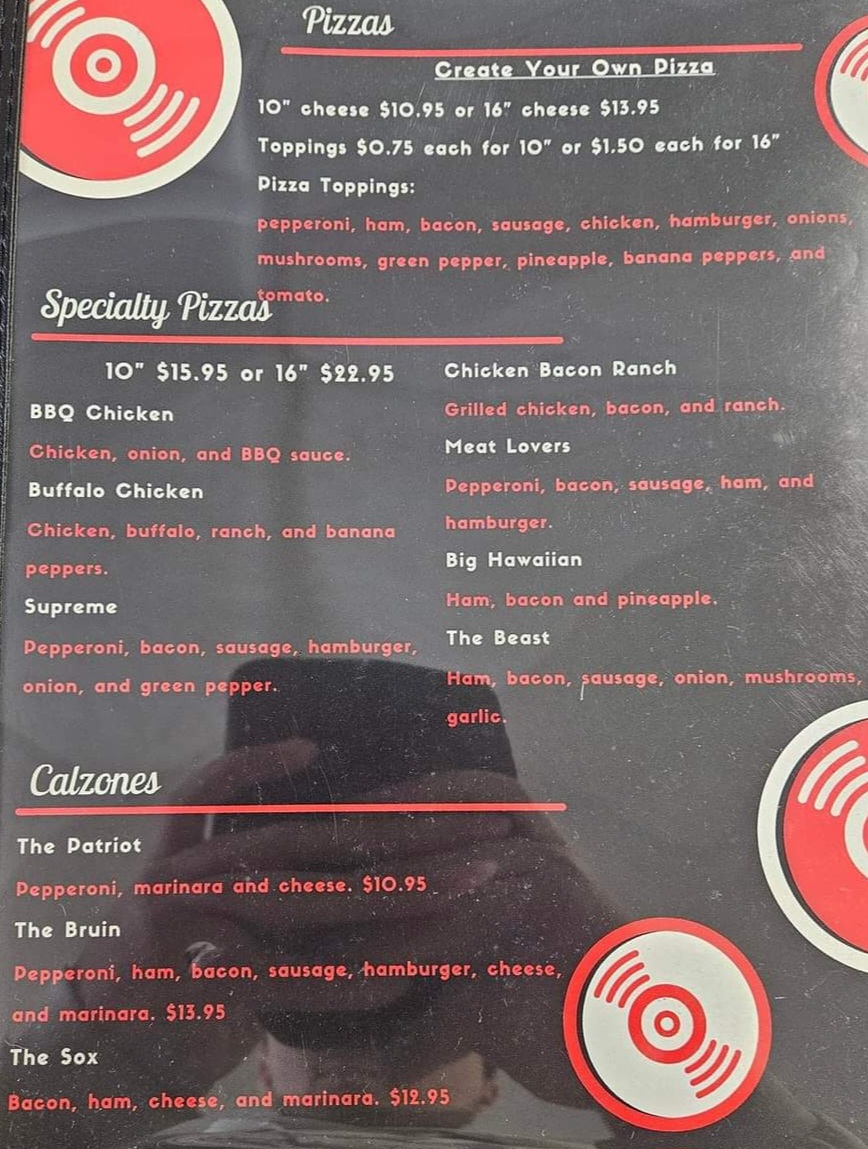 Pizzas
Create Your Own Pizza
10" cheese $10.95 or 16" cheese $13.95
Toppings $0.75 each for 10" or $1.50 each for 16"
Pizza Toppings:
pepperoni, ham, bacon, sausage, chicken, hamburger, onions,
mushrooms, green pepper, pineapple, banana peppers, and
tomato.
Specialty Pizzas
10" $15.95 or 16" $22.95
BBQ Chicken
Chicken, onion, and BBQ sauce.
Buffalo Chicken
Chicken, buffalo, ranch, and banana
peppers.
Supreme
Pepperoni, bacon, sausage, hamburger,
onion, and green pepper.
Chicken Bacon Ranch
Grilled chicken, bacon, and ranch.
Meat Lovers
Pepperoni, bacon, sausage, ham, and
hamburger.
Big Hawaiian
Ham, bacon and pineapple.
The Beast
Ham, bacon, sausage, onion, mushrooms,
garlic.
Calzones
The Patriot
Pepperoni, marinara and cheese. $10.95
The Bruin
Pepperoni, ham, bacon, sausage, hamburger, cheese,
and marinara. $13.95
The Sox
Bacon, ham, cheese, and marinara. $12.95